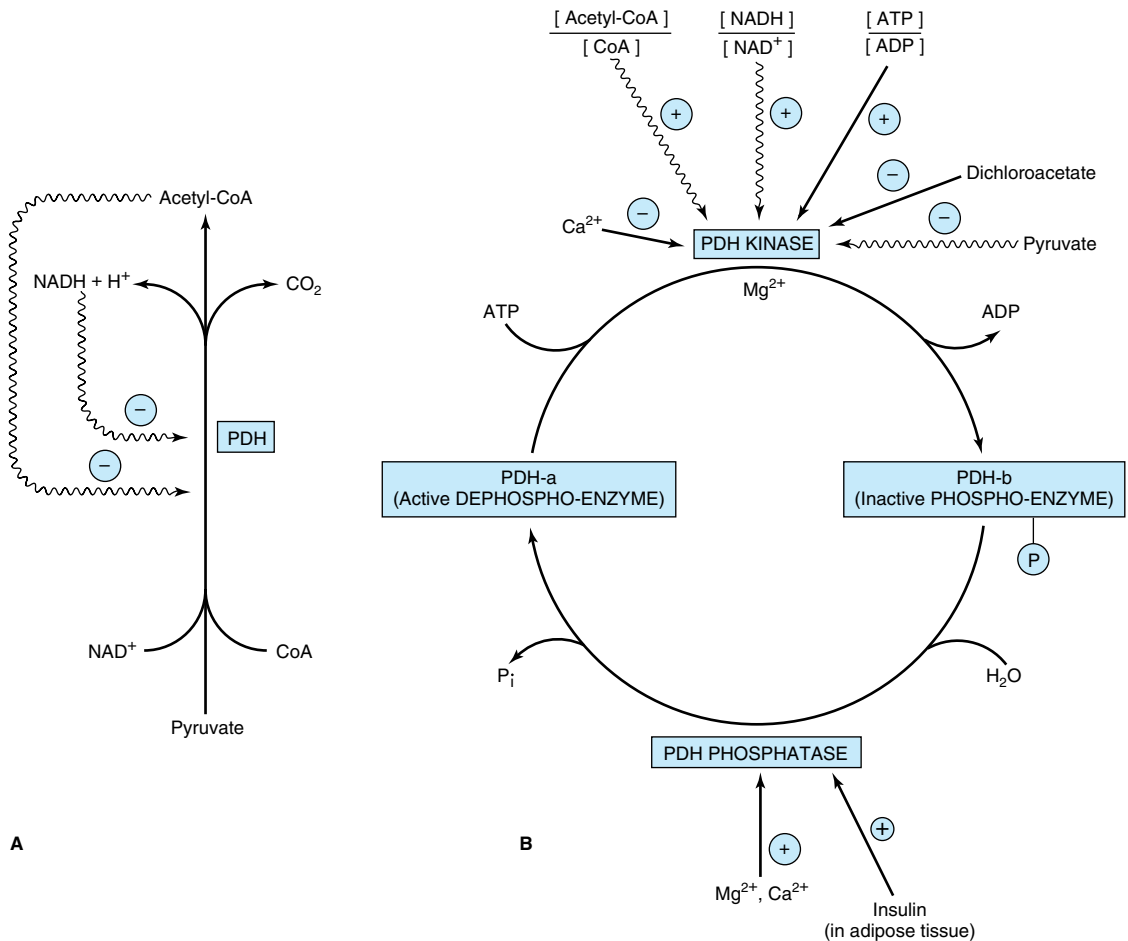 Acetyl-CoA
NADH + H⁺
CO₂
−
PDH
−
NAD⁺
CoA
Pyruvate
A
[ Acetyl-CoA ]
[ CoA ]
[ NADH ]
[ NAD⁺ ]
[ ATP ]
[ ADP ]
+
+
+
−
Dichloroacetate
−
Ca²⁺
−
PDH KINASE
Pyruvate
Mg²⁺
ATP
ADP
PDH-a
(Active DEPHOSPHO-ENZYME)
PDH-b
(Inactive PHOSPHO-ENZYME)
P
Pᵢ
H₂O
PDH PHOSPHATASE
+
+
Mg²⁺, Ca²⁺
Insulin
(in adipose tissue)
B